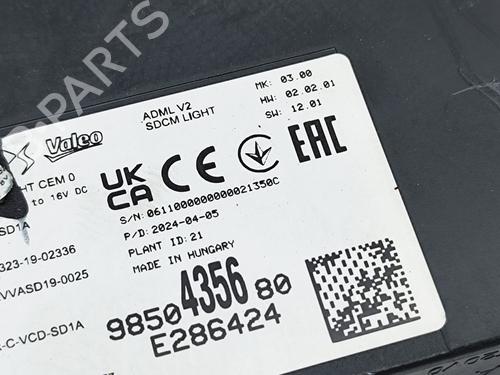 Valeo
ADML V2
SDCM LIGHT
MK: 03.00
HW: 02.02.01
SW: 12.01
HT CEM 0
to 16V DC
UK
CA
CE
EAC
SD1A
S/N: 0611000000000021350C
P/D: 2024-04-05
PLANT ID: 21
MADE IN HUNGARY
323-19-02336
VVASD19-0025
-C-VCD-SD1A
9850435680
E286424
PARTS